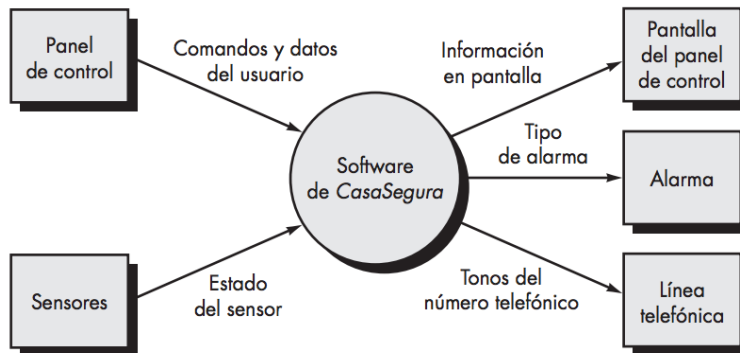 Panel
de control
Comandos y datos
del usuario
Información
en pantalla
Pantalla
del panel
de control
Software
de CasaSegura
Tipo
de alarma
Alarma
Sensores
Estado
del sensor
Tonos del
número telefónico
Línea
telefónica